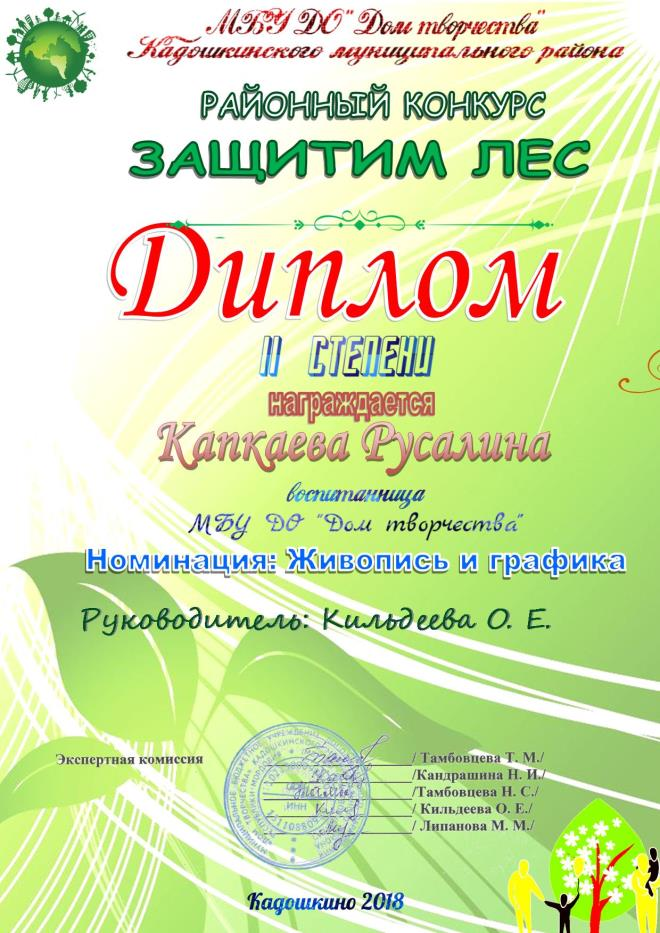 МБУ ДО "Дом творчества"
Кадошкинского муниципального района
РАЙОННЫЙ КОНКУРС
ЗАЩИТИМ ЛЕС
Диплом
II СТЕПЕНИ
награждается
Капкаева Русалина
воспитанница
МБУ ДО "Дом творчества"
Номинация: Живопись и графика
Руководитель: Кильдеева О. Е.
Экспертная комиссия
/ Тамбовцева Т. М./
/Кандрашина Н. И./
/Тамбовцева Н. С./
/ Кильдеева О. Е./
/ Липанова М. М./
Кадошкино 2018